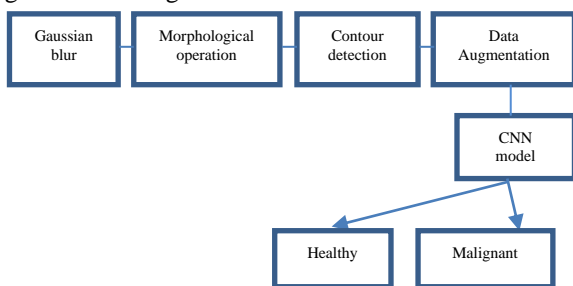 Gaussian
blur
Morphological
operation
Contour
detection
Data
Augmentation
CNN
model
Healthy
Malignant